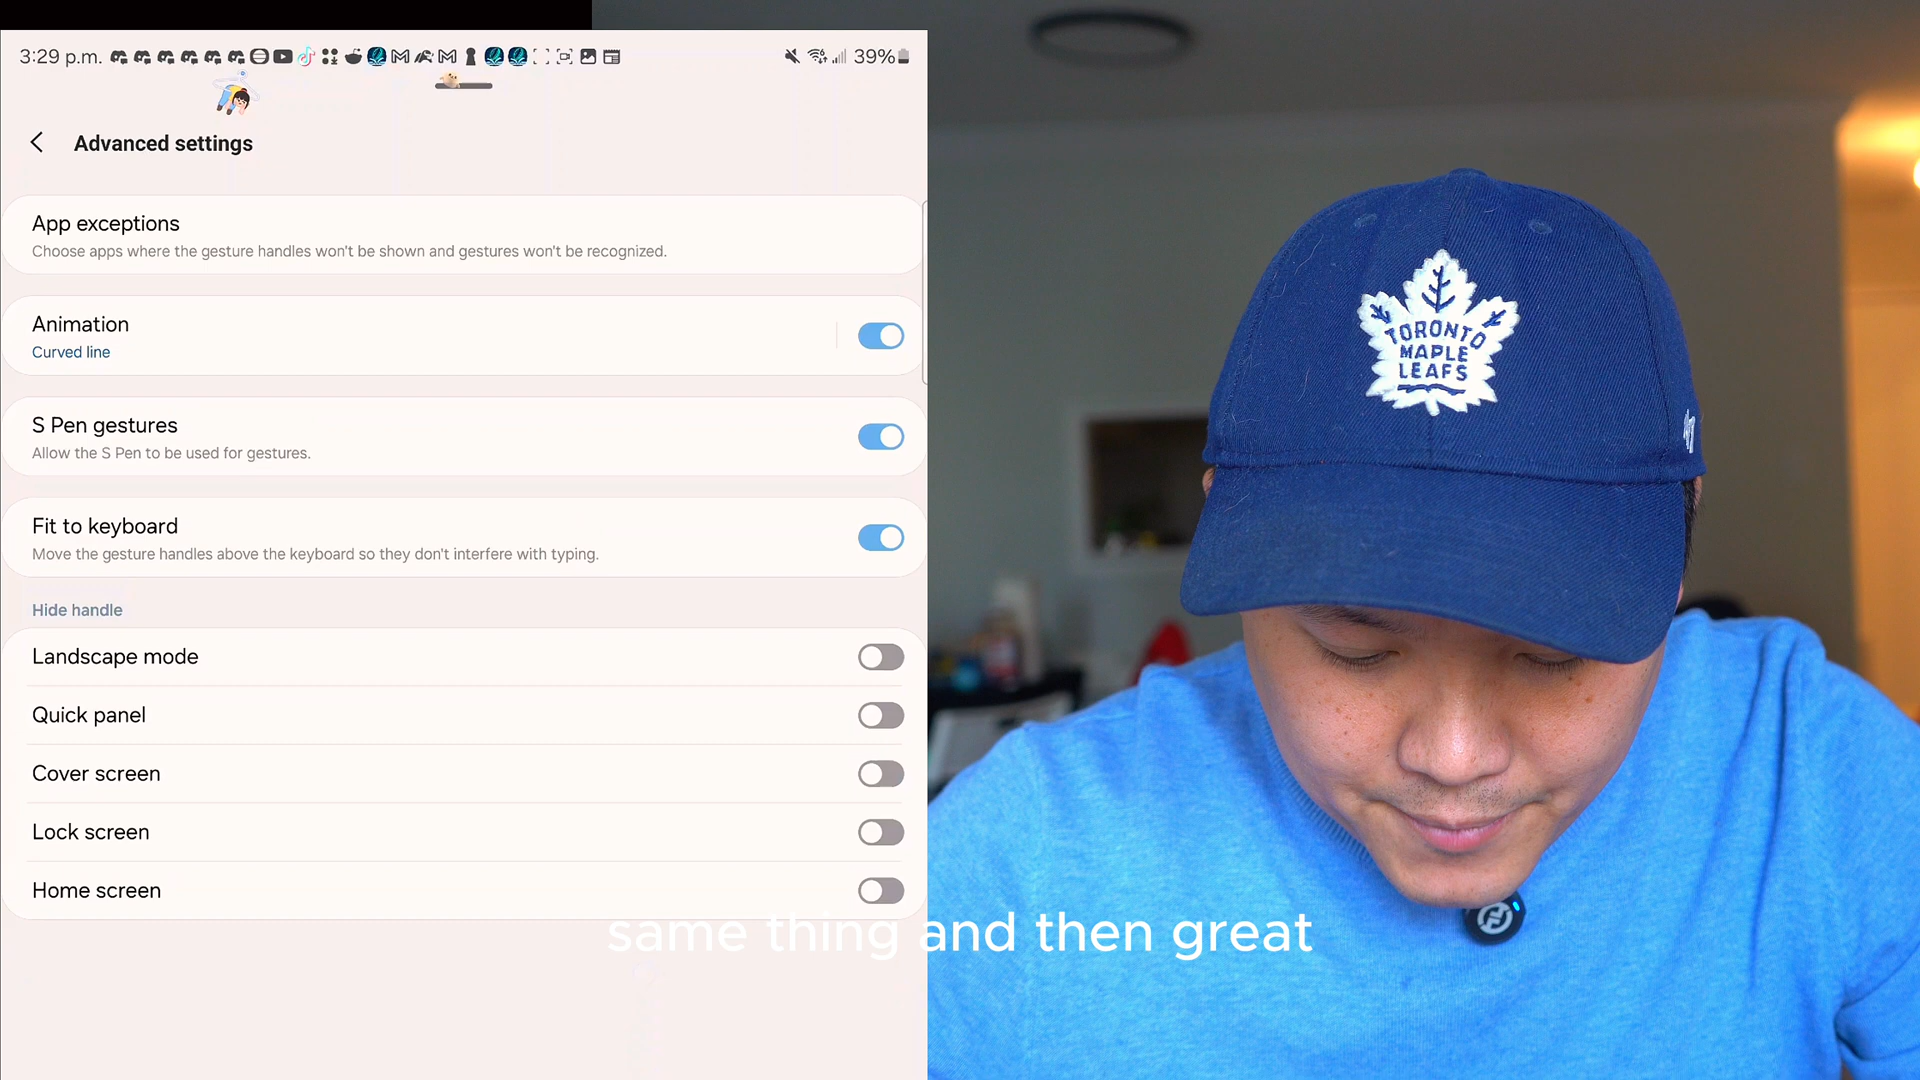 3:29 p.m.
39%
Advanced settings
App exceptions
Choose apps where the gesture handles won't be shown and gestures won't be recognized.
Animation
Curved line
S Pen gestures
Allow the S Pen to be used for gestures.
Fit to keyboard
Move the gesture handles above the keyboard so they don't interfere with typing.
Hide handle
Landscape mode
Quick panel
Cover screen
Lock screen
Home screen
TORONTO
MAPLE
LEAFS
47
same thing and then great